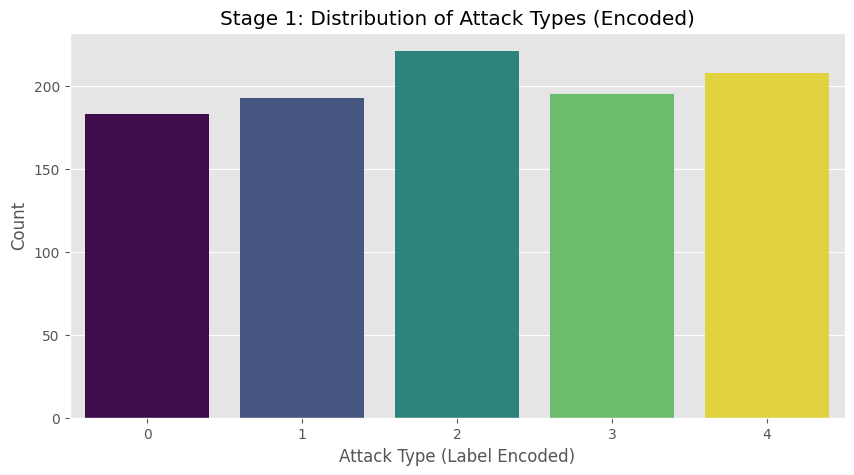 Stage 1: Distribution of Attack Types (Encoded)
200
150
100
50
0
Count
0 1 2 3 4
Attack Type (Label Encoded)